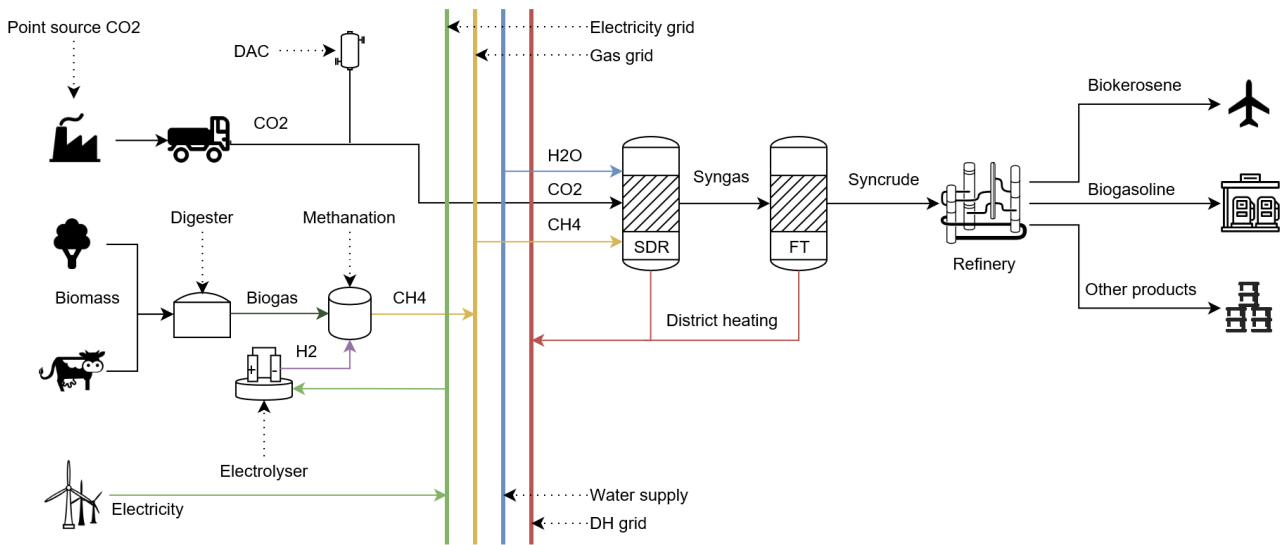 Point source CO2
DAC
Electricity grid
Gas grid
CO2
Biokerosene
H2O
CO2
CH4
Syngas
Syncrude
Biogasoline
SDR
FT
Refinery
Digester
Methanation
Biomass
Biogas
CH4
Other products
District heating
H2
+
-
Electrolyser
Electricity
Water supply
DH grid